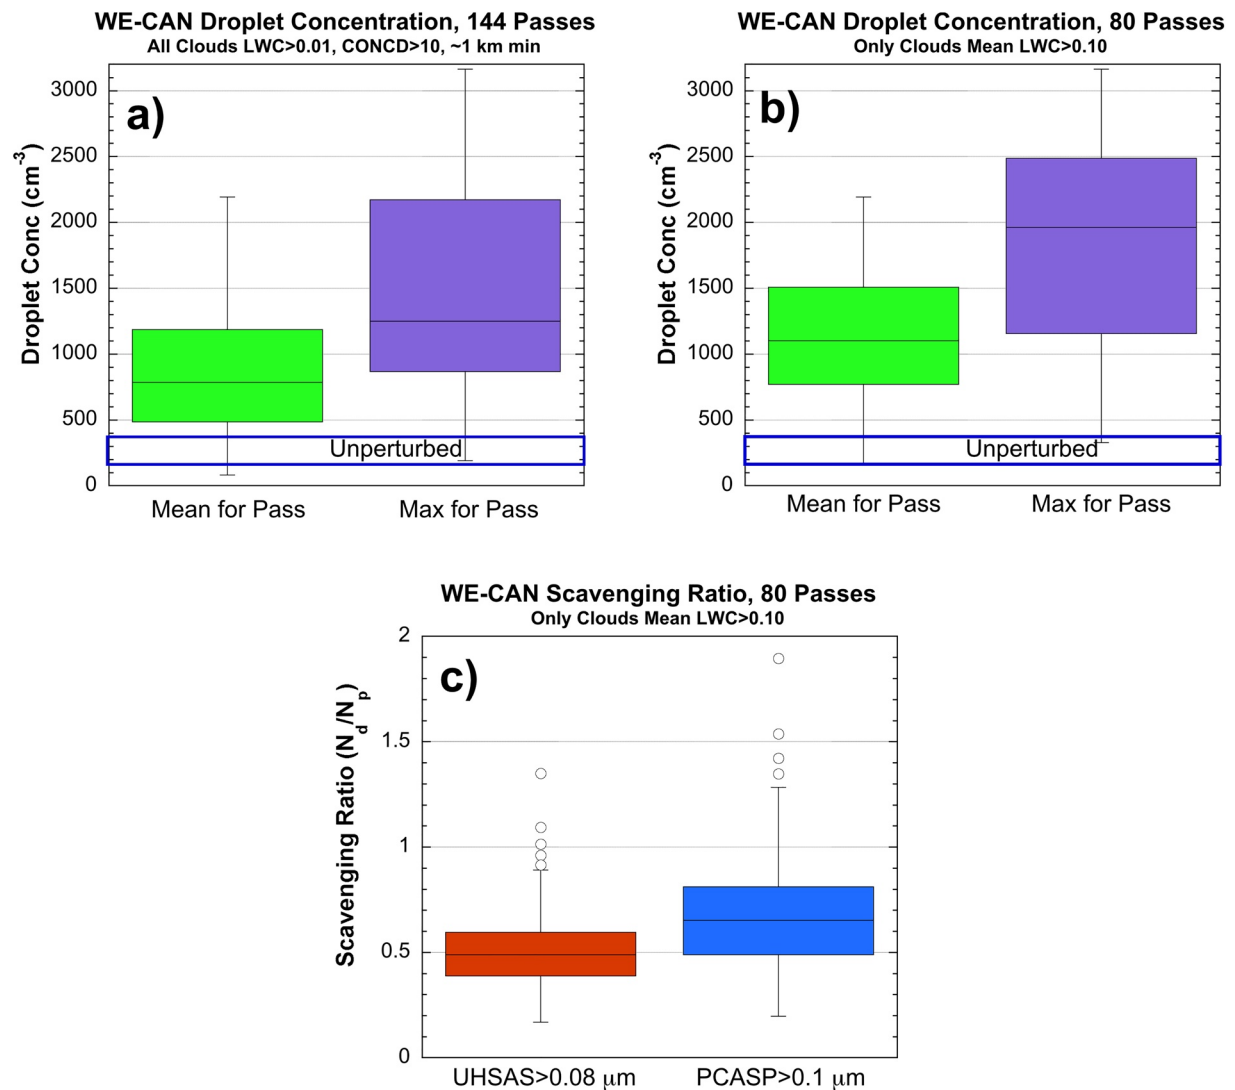 WE-CAN Droplet Concentration, 144 Passes
All Clouds LWC>0.01, CONCD>10, ~1 km min
a)
Droplet Conc (cm⁻³)
3000
2500
2000
1500
1000
500
0
Unperturbed
Mean for Pass
Max for Pass
WE-CAN Droplet Concentration, 80 Passes
Only Clouds Mean LWC>0.10
b)
Droplet Conc (cm⁻³)
3000
2500
2000
1500
1000
500
0
Unperturbed
Mean for Pass
Max for Pass
WE-CAN Scavenging Ratio, 80 Passes
Only Clouds Mean LWC>0.10
c)
Scavenging Ratio (N_d/N_p)
2
1.5
1
0.5
0
UHSAS>0.08 μm
PCASP>0.1 μm